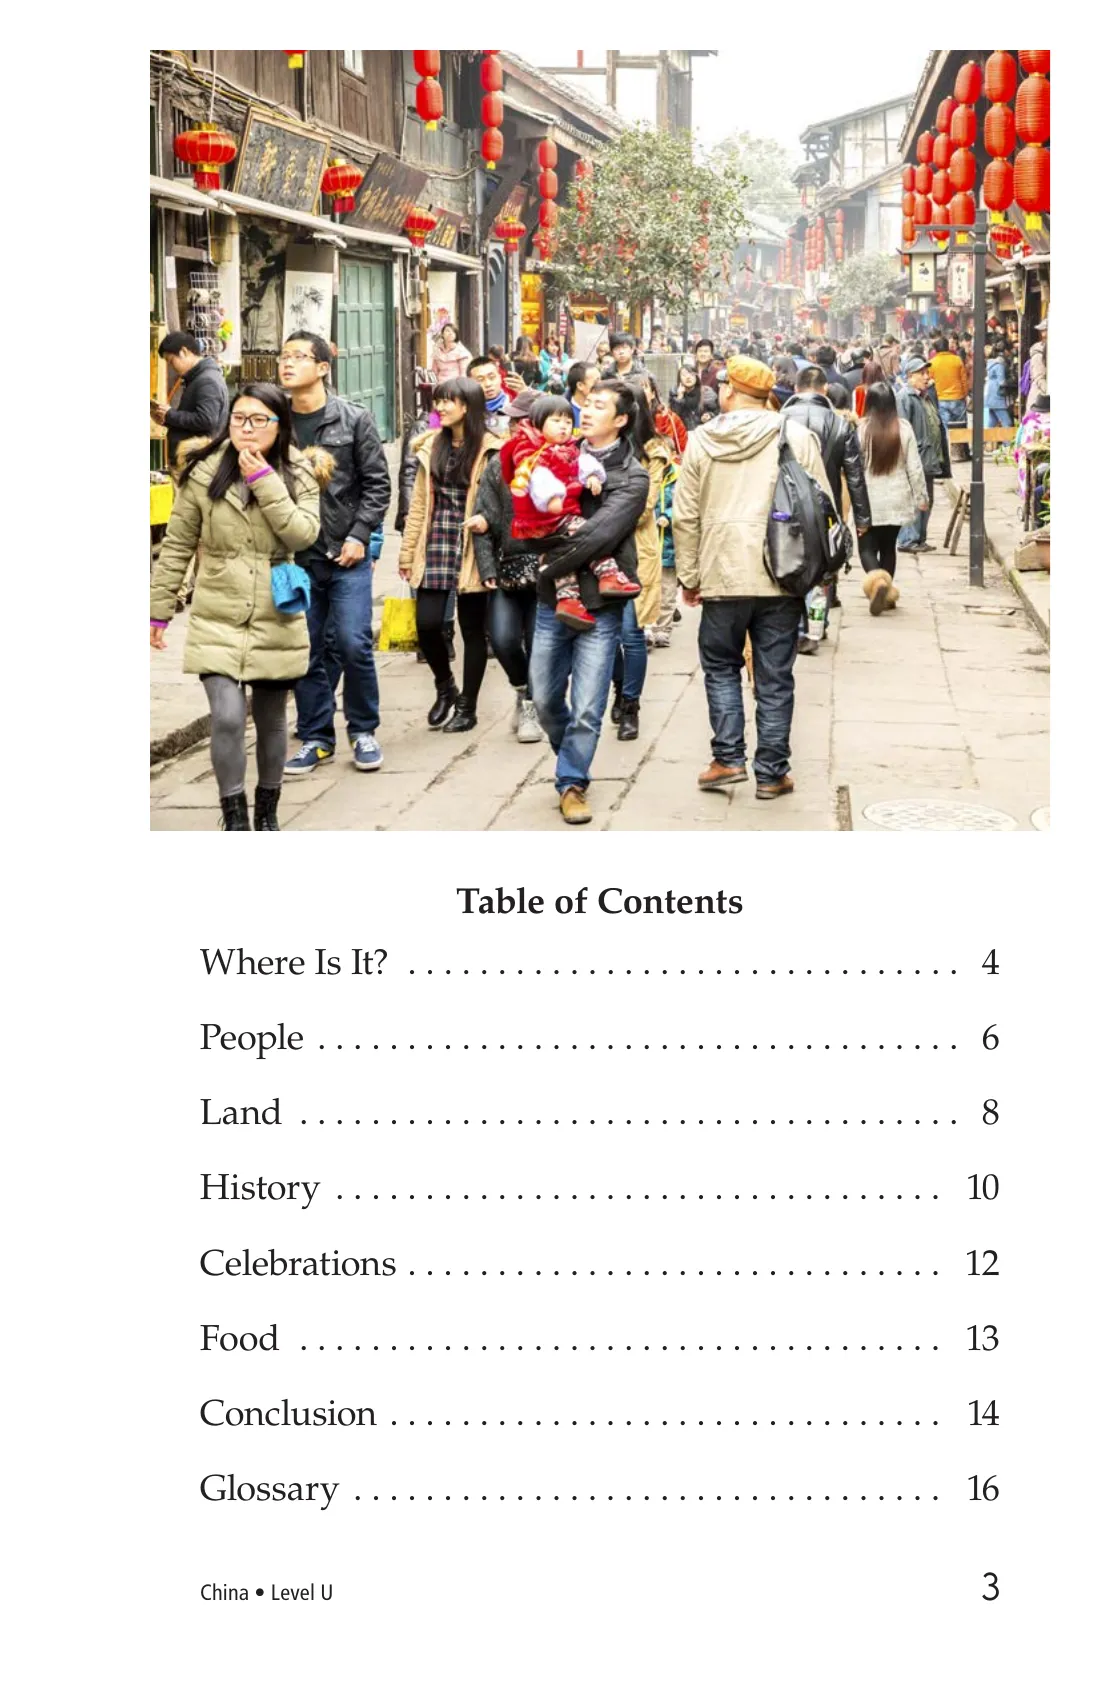 Table of Contents
Where Is It? . . . . . . . . . . . . . . . . . . . . . . . . . . . . . . . 4
People . . . . . . . . . . . . . . . . . . . . . . . . . . . . . . . . . . . . 6
Land . . . . . . . . . . . . . . . . . . . . . . . . . . . . . . . . . . . . . 8
History . . . . . . . . . . . . . . . . . . . . . . . . . . . . . . . . . . 10
Celebrations . . . . . . . . . . . . . . . . . . . . . . . . . . . . . . 12
Food . . . . . . . . . . . . . . . . . . . . . . . . . . . . . . . . . . . . 13
Conclusion . . . . . . . . . . . . . . . . . . . . . . . . . . . . . . . 14
Glossary . . . . . . . . . . . . . . . . . . . . . . . . . . . . . . . . . 16
China • Level U 3